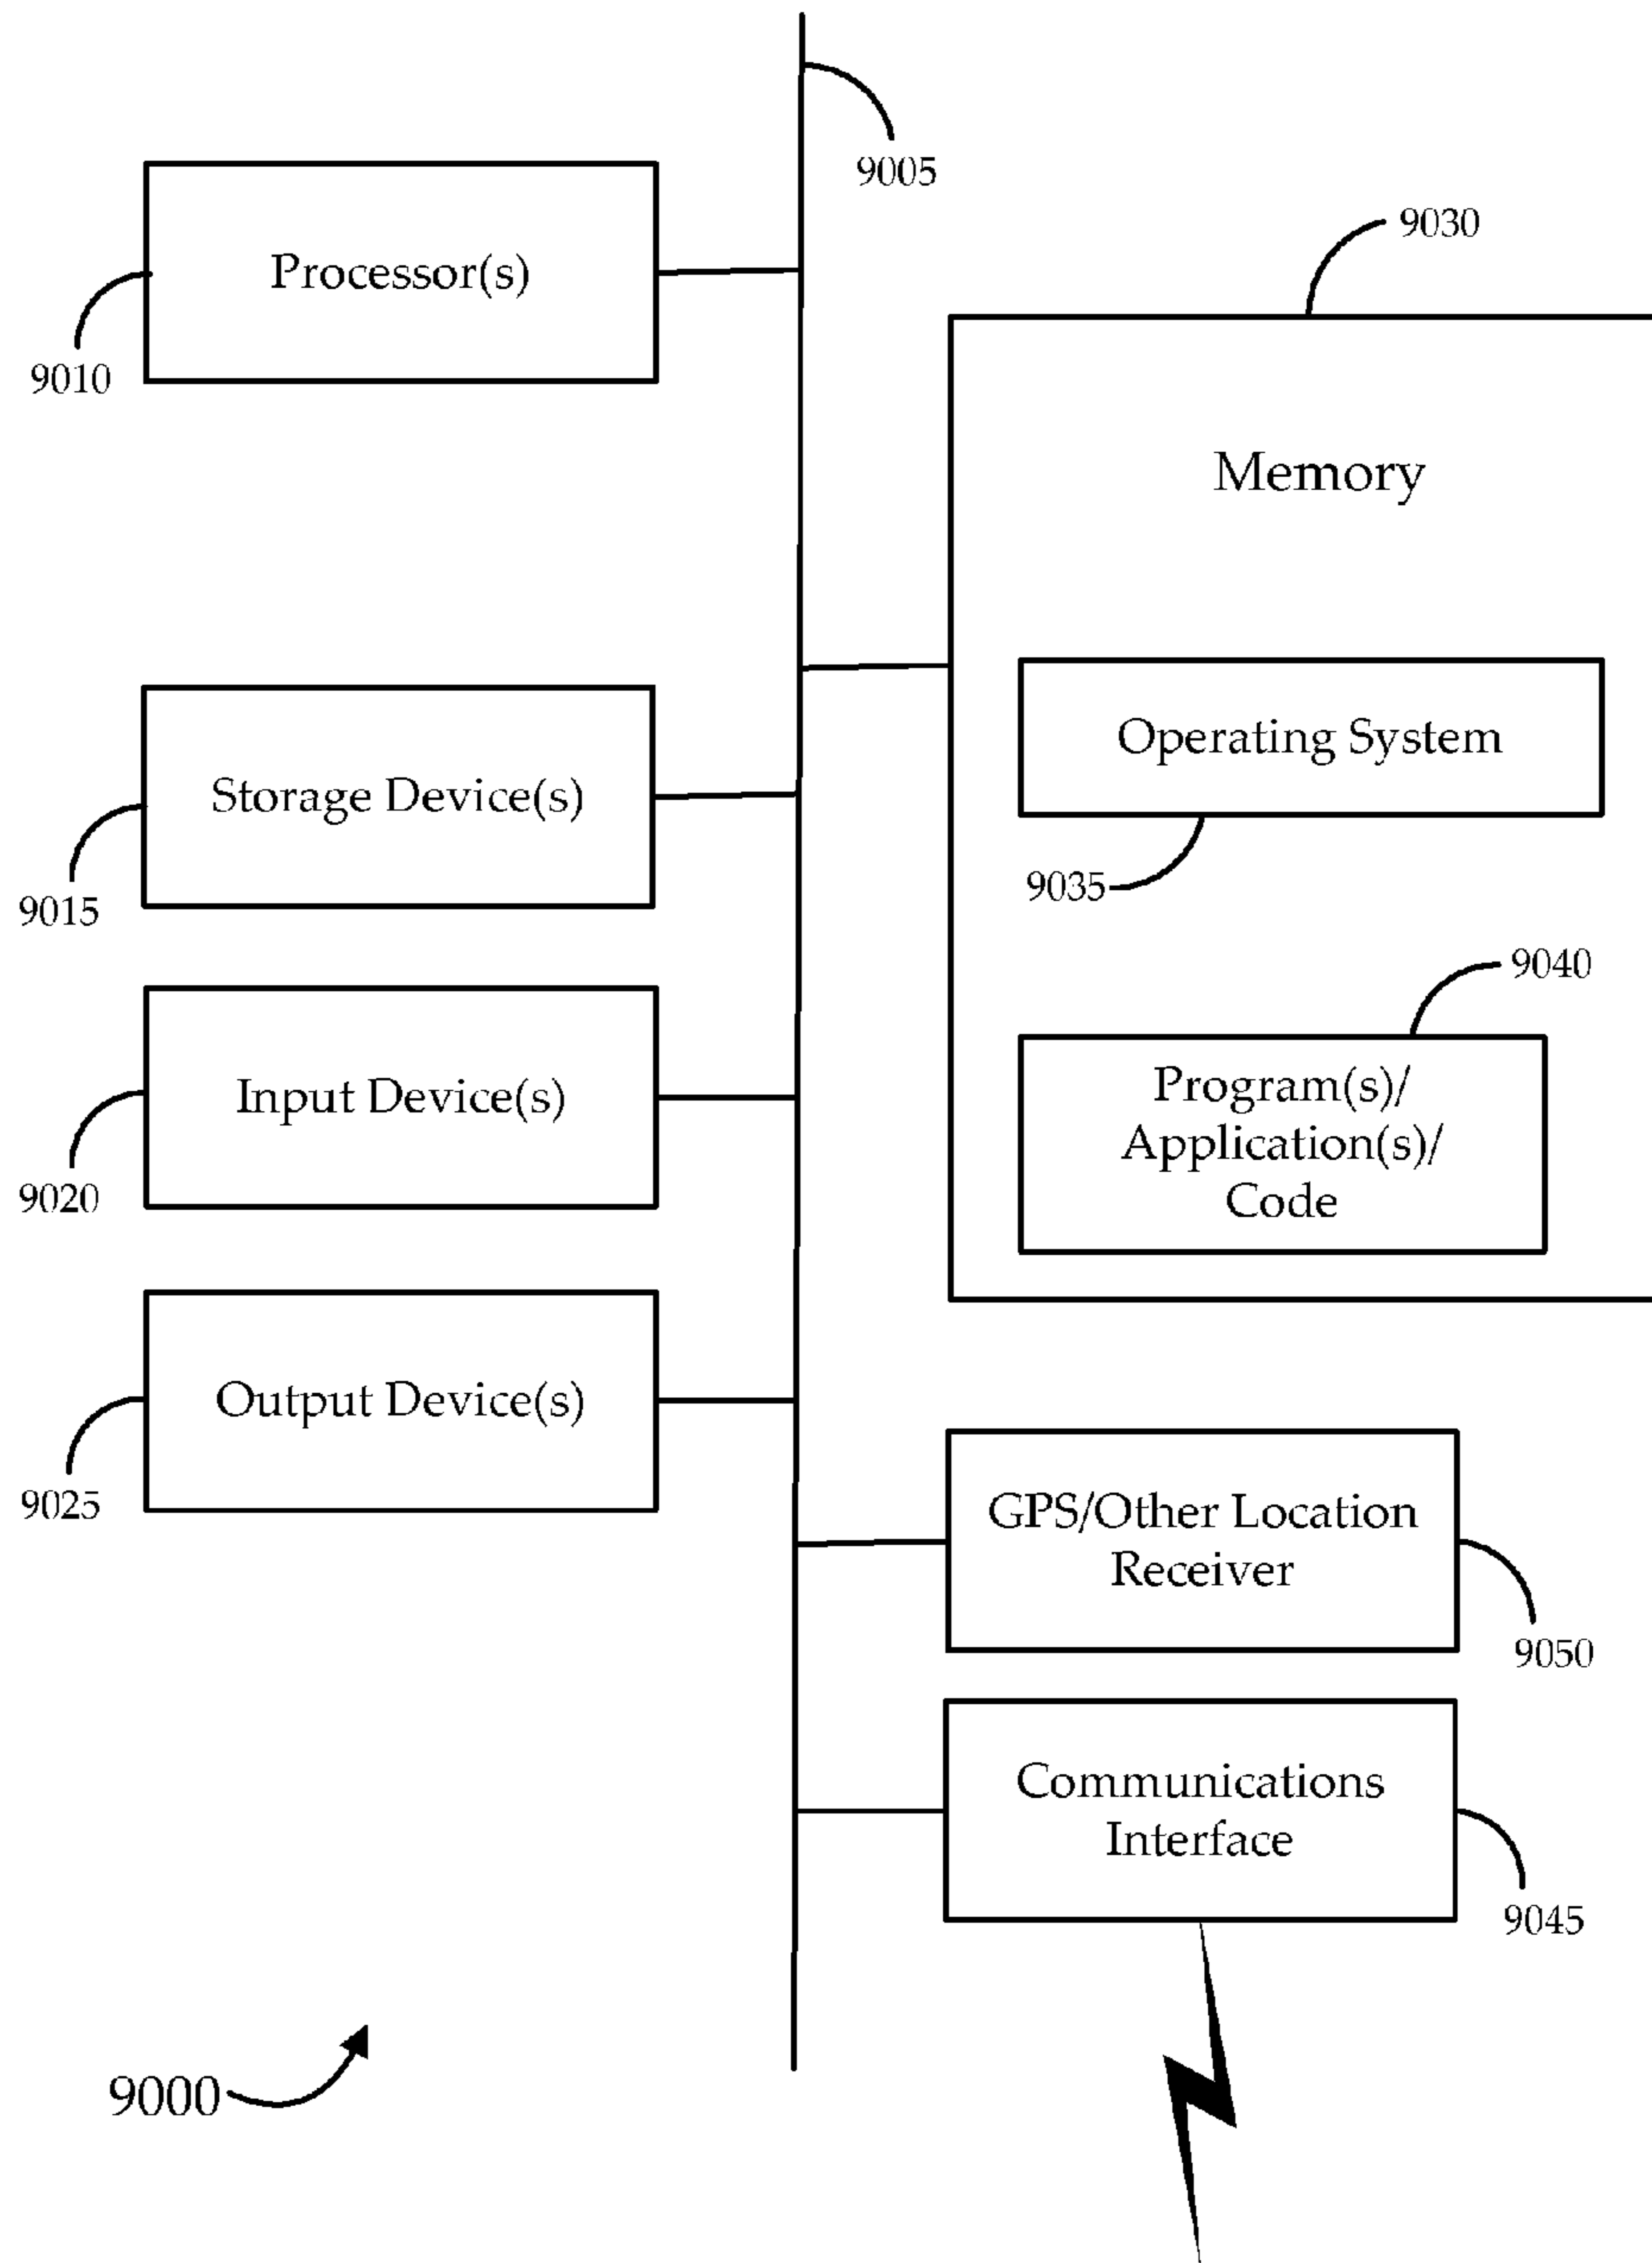 9005
9030
Processor(s)
9010
Memory
Operating System
Storage Device(s)
9035
9015
9040
Program(s)/
Application(s)/
Code
Input Device(s)
9020
Output Device(s)
9025
GPS/Other Location
Receiver
9050
Communications
Interface
9045
9000